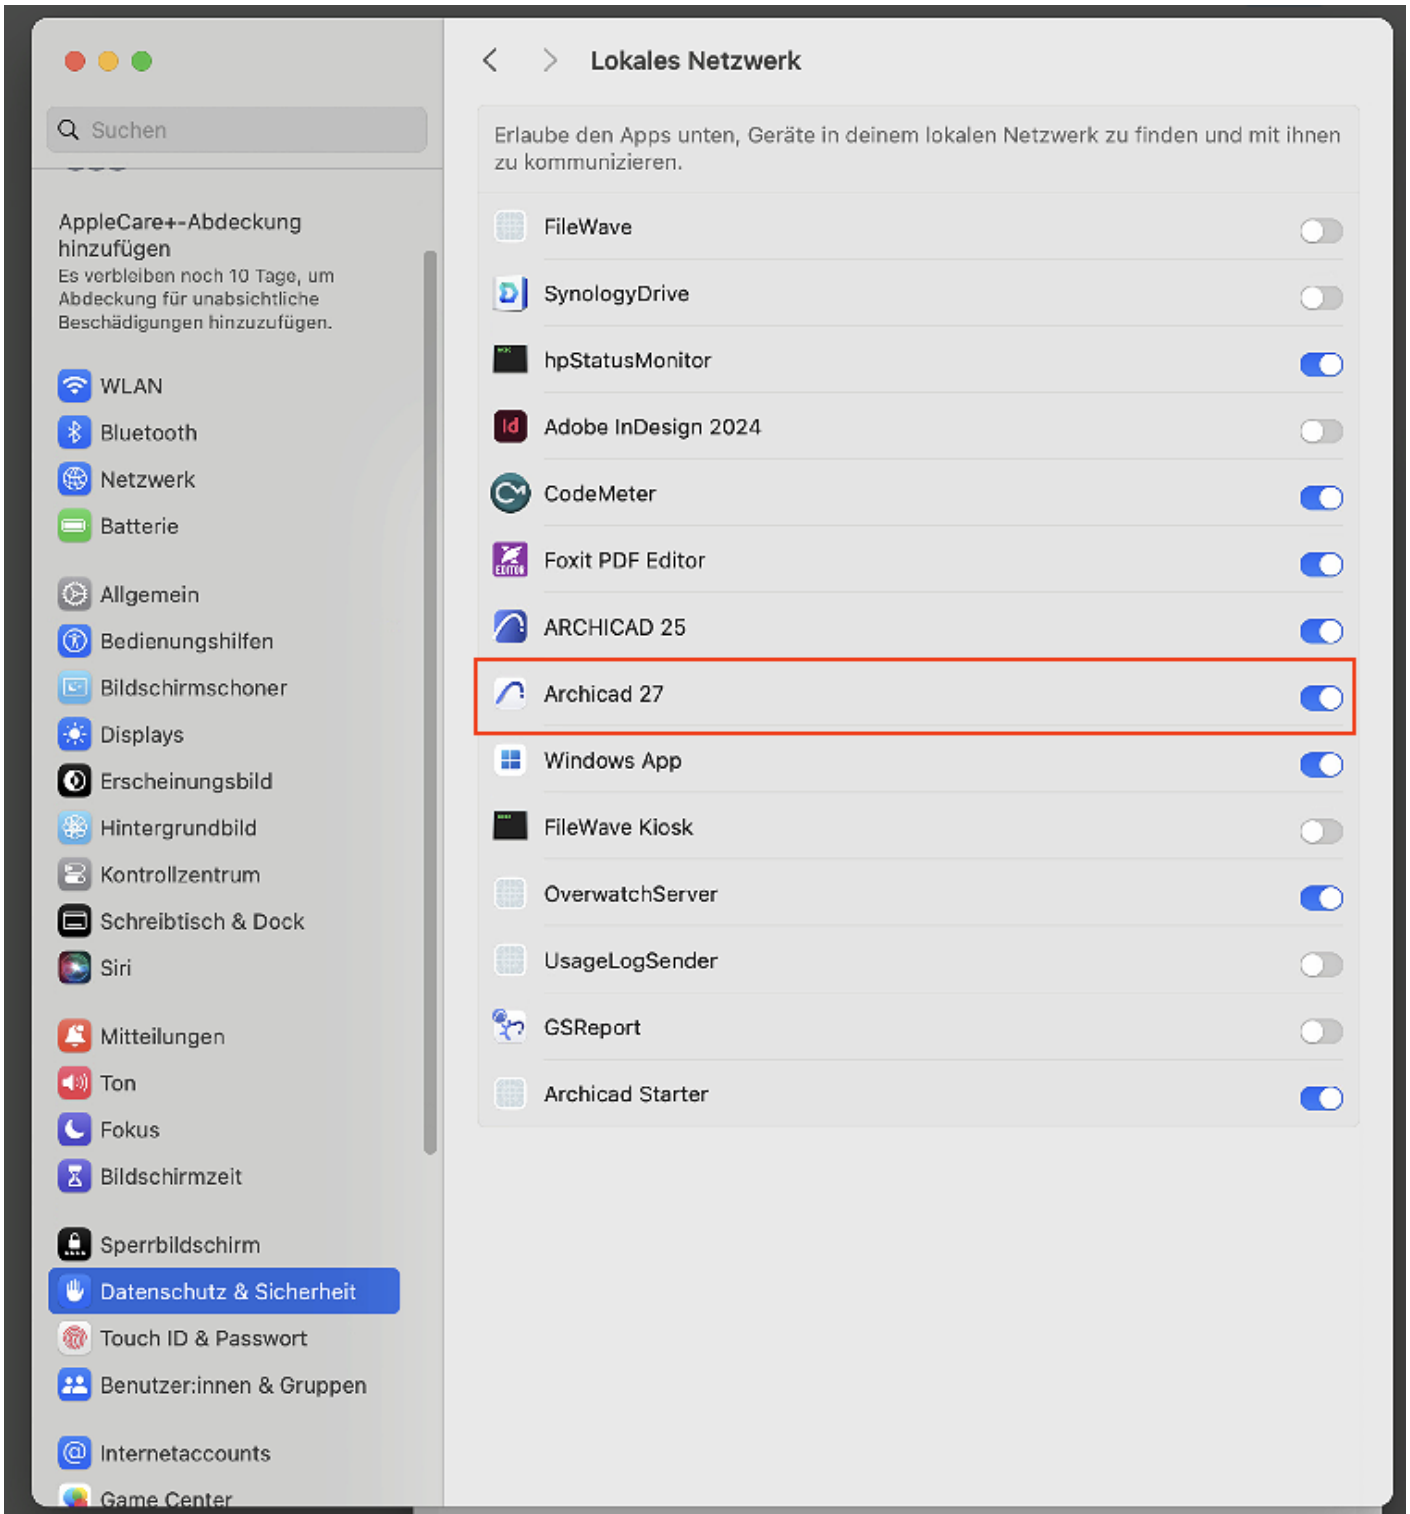 Suchen
AppleCare+-Abdeckung
hinzufügen
Es verbleiben noch 10 Tage, um
Abdeckung für unabsichtliche
Beschädigungen hinzuzufügen.
WLAN
Bluetooth
Netzwerk
Batterie
Allgemein
Bedienungshilfen
Bildschirmschoner
Displays
Erscheinungsbild
Hintergrundbild
Kontrollzentrum
Schreibtisch & Dock
Siri
Mitteilungen
Ton
Fokus
Bildschirmzeit
Sperrbildschirm
Datenschutz & Sicherheit
Touch ID & Passwort
Benutzer:innen & Gruppen
Internetaccounts
Game Center
Lokales Netzwerk
Erlaube den Apps unten, Geräte in deinem lokalen Netzwerk zu finden und mit ihnen
zu kommunizieren.
FileWave
SynologyDrive
hpStatusMonitor
Id Adobe InDesign 2024
CodeMeter
EDITOR Foxit PDF Editor
ARCHICAD 25
Archicad 27
Windows App
FileWave Kiosk
OverwatchServer
UsageLogSender
GSReport
Archicad Starter